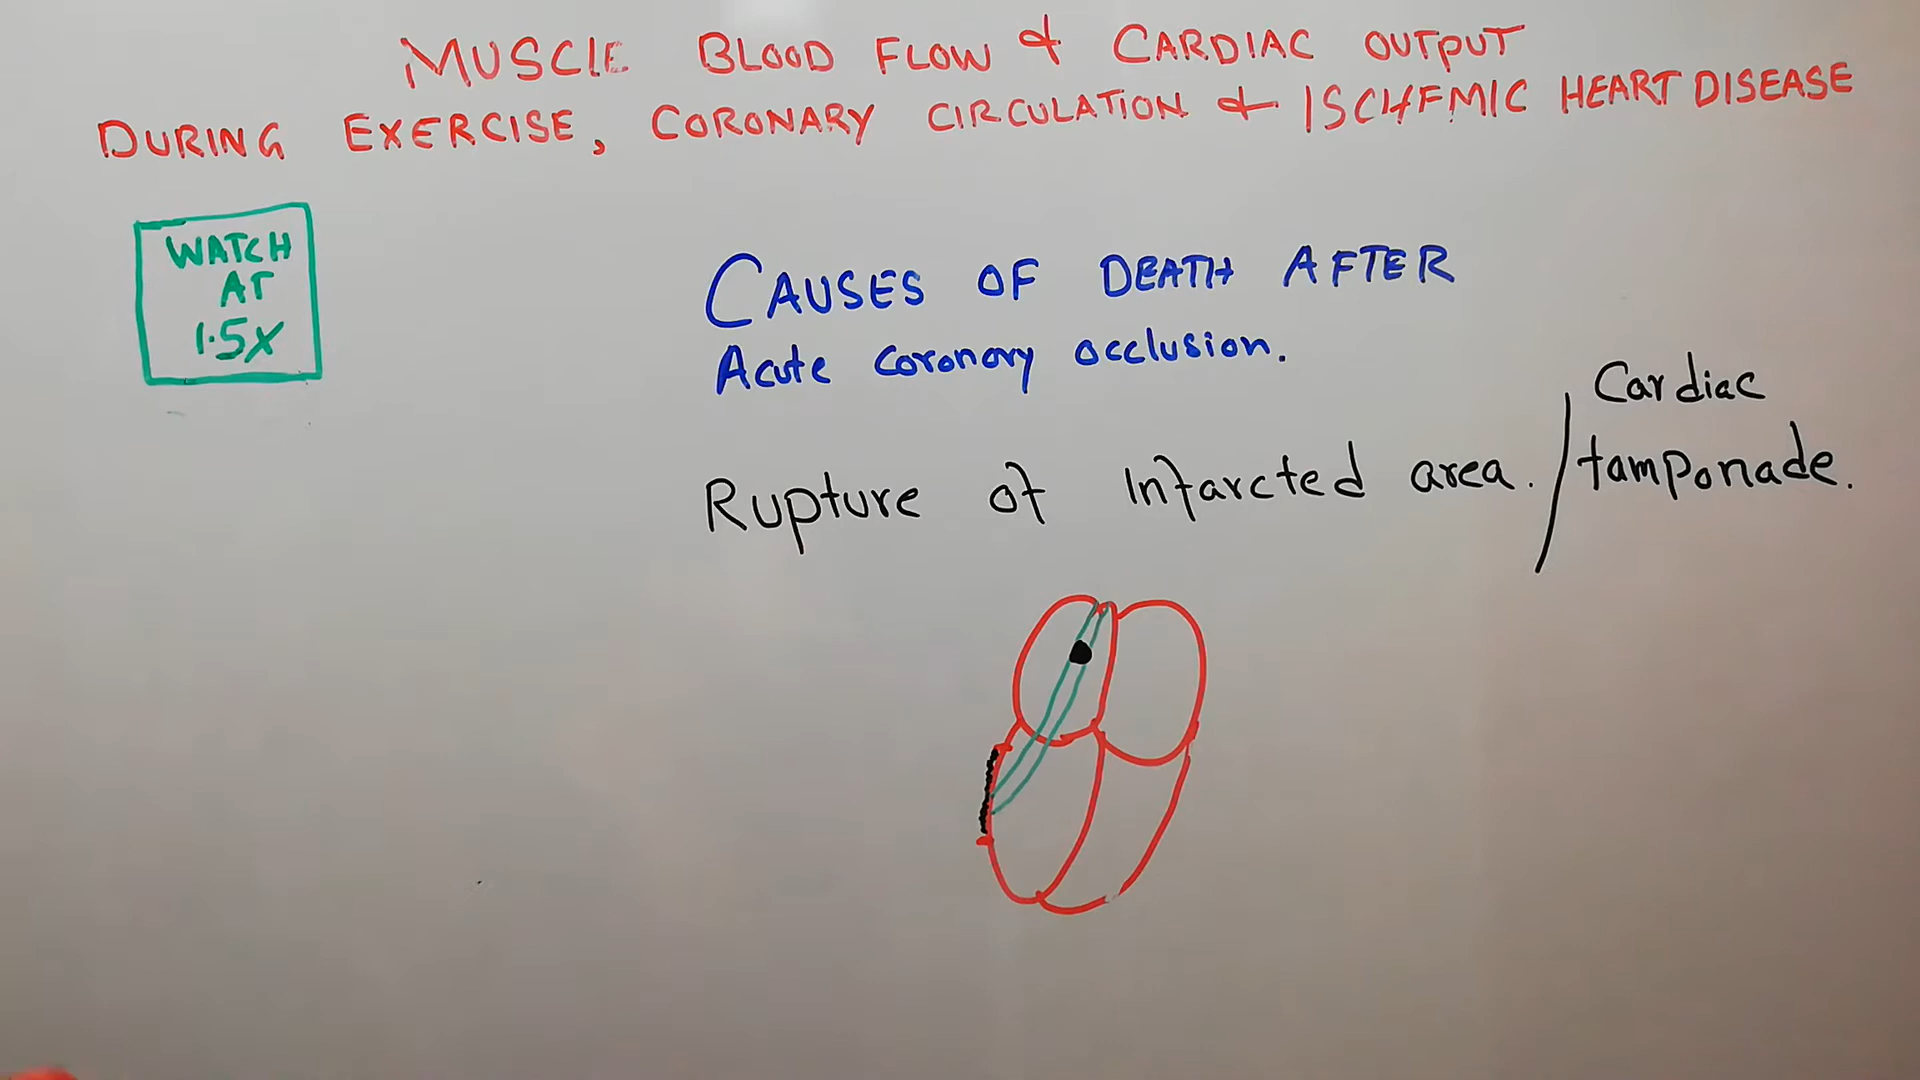 MUSCLE BLOOD FLOW & CARDIAC OUTPUT
DURING EXERCISE, CORONARY CIRCULATION & ISCHEMIC HEART DISEASE
WATCH
AT
1.5X
CAUSES OF DEATH AFTER
Acute coronary occlusion.
Rupture of Infarcted area. / Cardiac
tamponade.